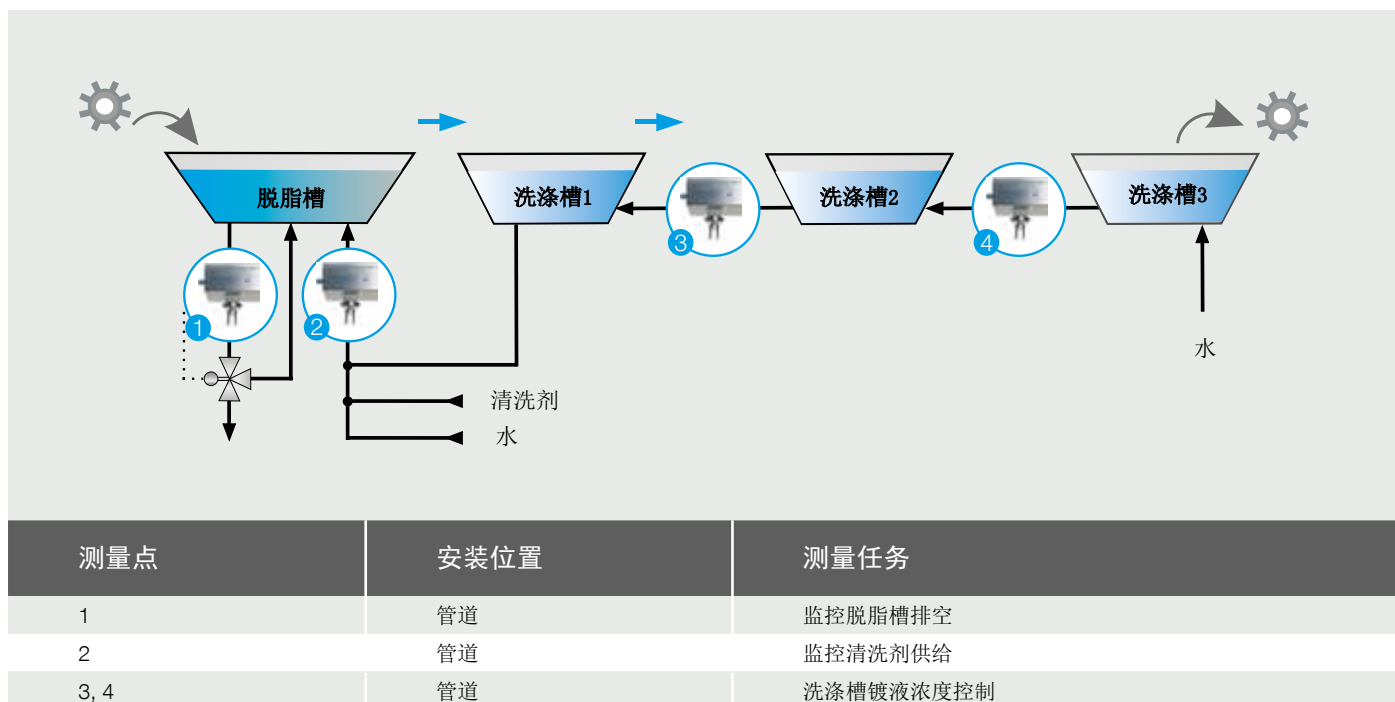 脱脂槽
洗涤槽1
洗涤槽2
洗涤槽3
3
4
1
2
水
清洗剂
水
测量点 安装位置 测量任务
1 管道 监控脱脂槽排空
2 管道 监控清洗剂供给
3, 4 管道 洗涤槽镀液浓度控制